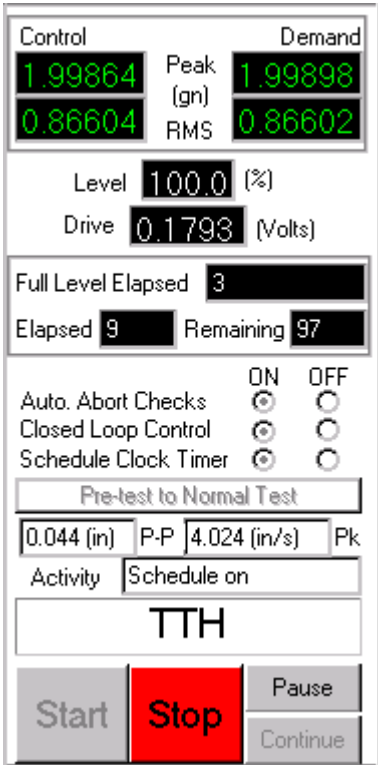 Control Demand
1.99864 Peak 1.99898
(gn)
0.86604 RMS 0.86602
Level 100.0 (%)
Drive 0.1793 (Volts)
Full Level Elapsed 3
Elapsed 9 Remaining 97
ON OFF
Auto. Abort Checks
Closed Loop Control
Schedule Clock Timer
Pre-test to Normal Test
0.044 (in) P-P 4.024 (in/s) Pk
Activity Schedule on
TTH
Start Stop Pause
Continue